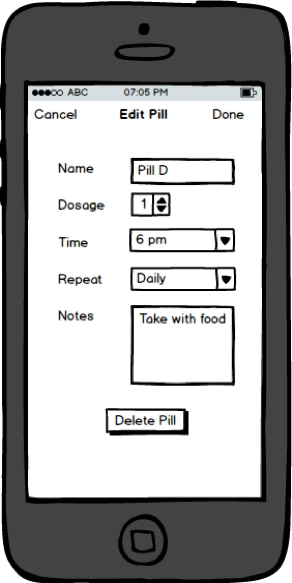 ABC 07:05 PM
Cancel Edit Pill Done
Name Pill D
Dosage 1
Time 6 pm
Repeat Daily
Notes Take with food
Delete Pill